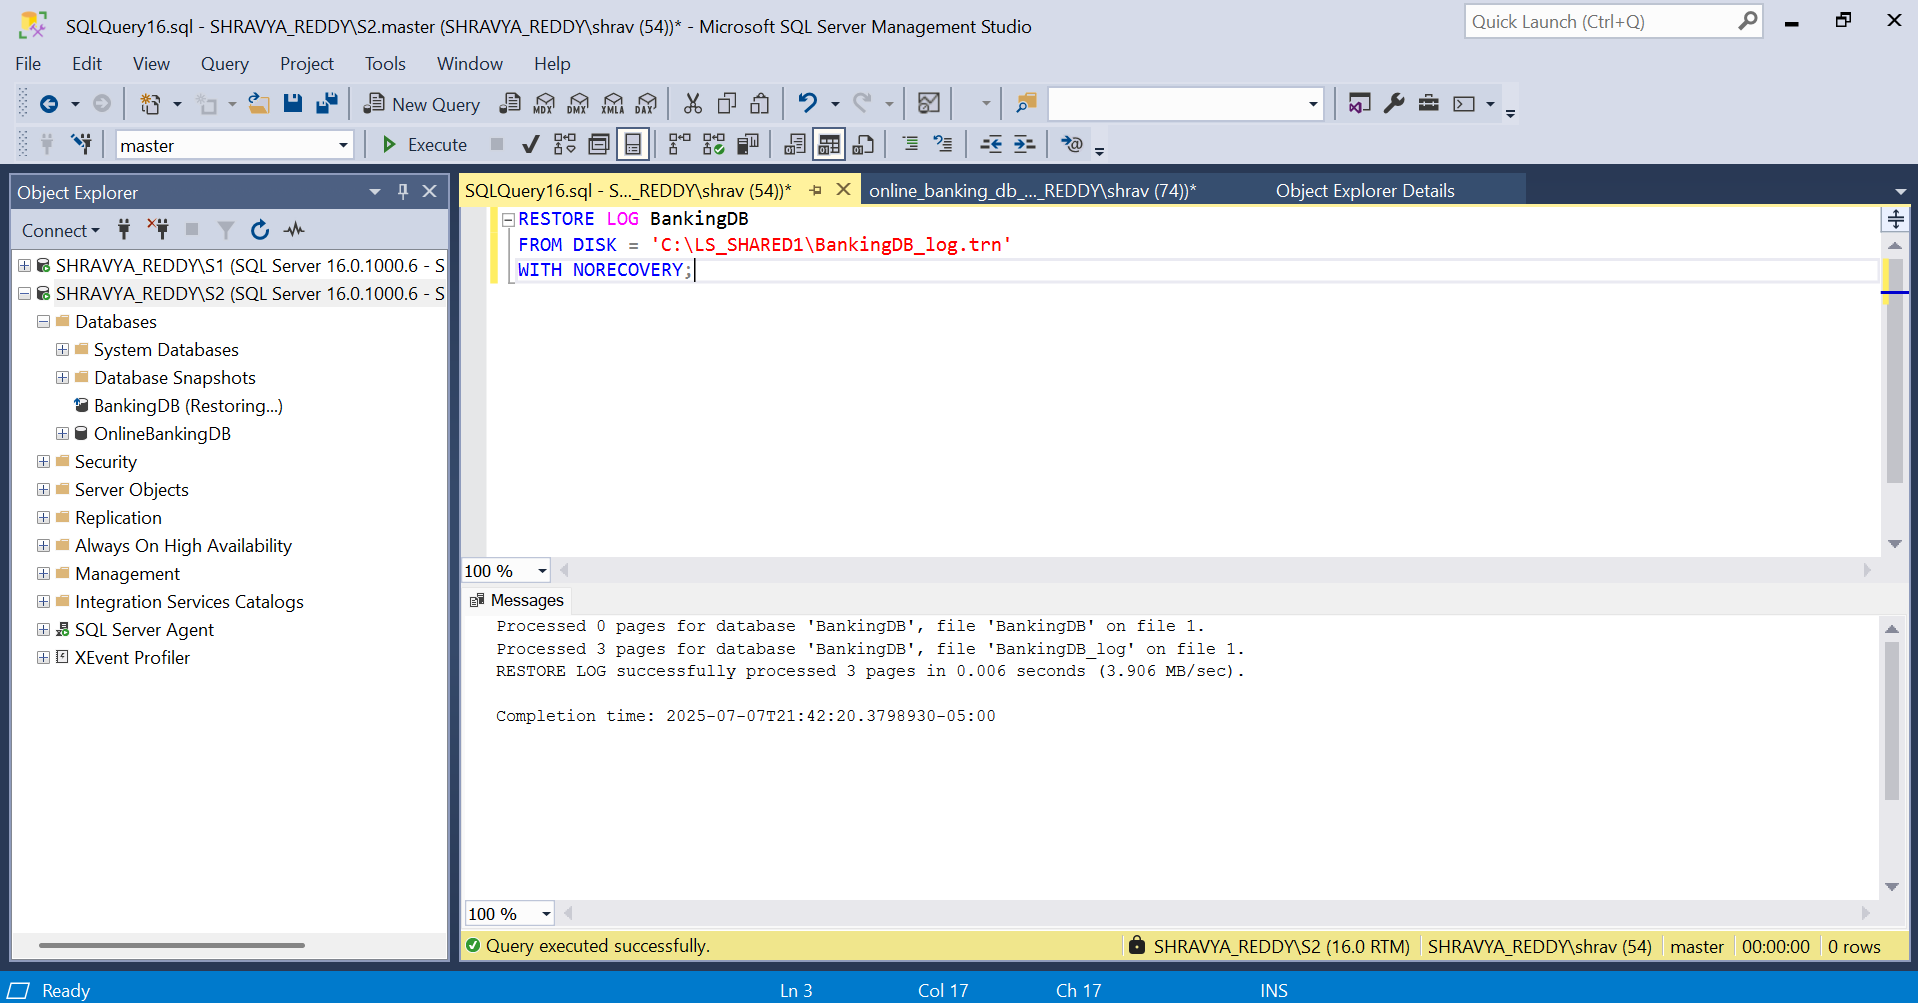 SQLQuery16.sql - SHRAVYA_REDDY\S2.master (SHRAVYA_REDDY\shrav (54))* - Microsoft SQL Server Management Studio
Quick Launch (Ctrl+Q)
File Edit View Query Project Tools Window Help
New Query MDX DMX XMLA DAX
master Execute
Object Explorer
Connect
SHRAVYA_REDDY\S1 (SQL Server 16.0.1000.6 - S
SHRAVYA_REDDY\S2 (SQL Server 16.0.1000.6 - S
Databases
System Databases
Database Snapshots
BankingDB (Restoring...)
OnlineBankingDB
Security
Server Objects
Replication
Always On High Availability
Management
Integration Services Catalogs
SQL Server Agent
XEvent Profiler
SQLQuery16.sql - S..._REDDY\shrav (54))* online_banking_db_..._REDDY\shrav (74))* Object Explorer Details
RESTORE LOG BankingDB
FROM DISK = 'C:\LS_SHARED1\BankingDB_log.trn'
WITH NORECOVERY;
100 %
Messages
Processed 0 pages for database 'BankingDB', file 'BankingDB' on file 1.
Processed 3 pages for database 'BankingDB', file 'BankingDB_log' on file 1.
RESTORE LOG successfully processed 3 pages in 0.006 seconds (3.906 MB/sec).
Completion time: 2025-07-07T21:42:20.3798930-05:00
100 %
Query executed successfully. SHRAVYA_REDDY\S2 (16.0 RTM) SHRAVYA_REDDY\shrav (54) master 00:00:00 0 rows
Ready Ln 3 Col 17 Ch 17 INS